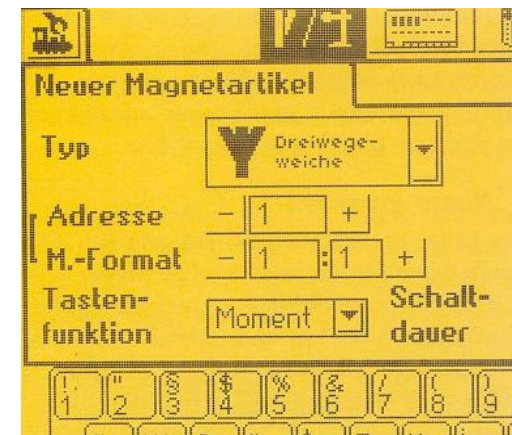 Neuer Magnetartikel
Typ
Dreiwege-
weiche
Adresse
- 1 +
M.-Format
- 1 : 1 +
Tasten-
funktion
Moment
Schalt-
dauer
! " § $ % & / ( )
1 2 3 4 5 6 7 8 9